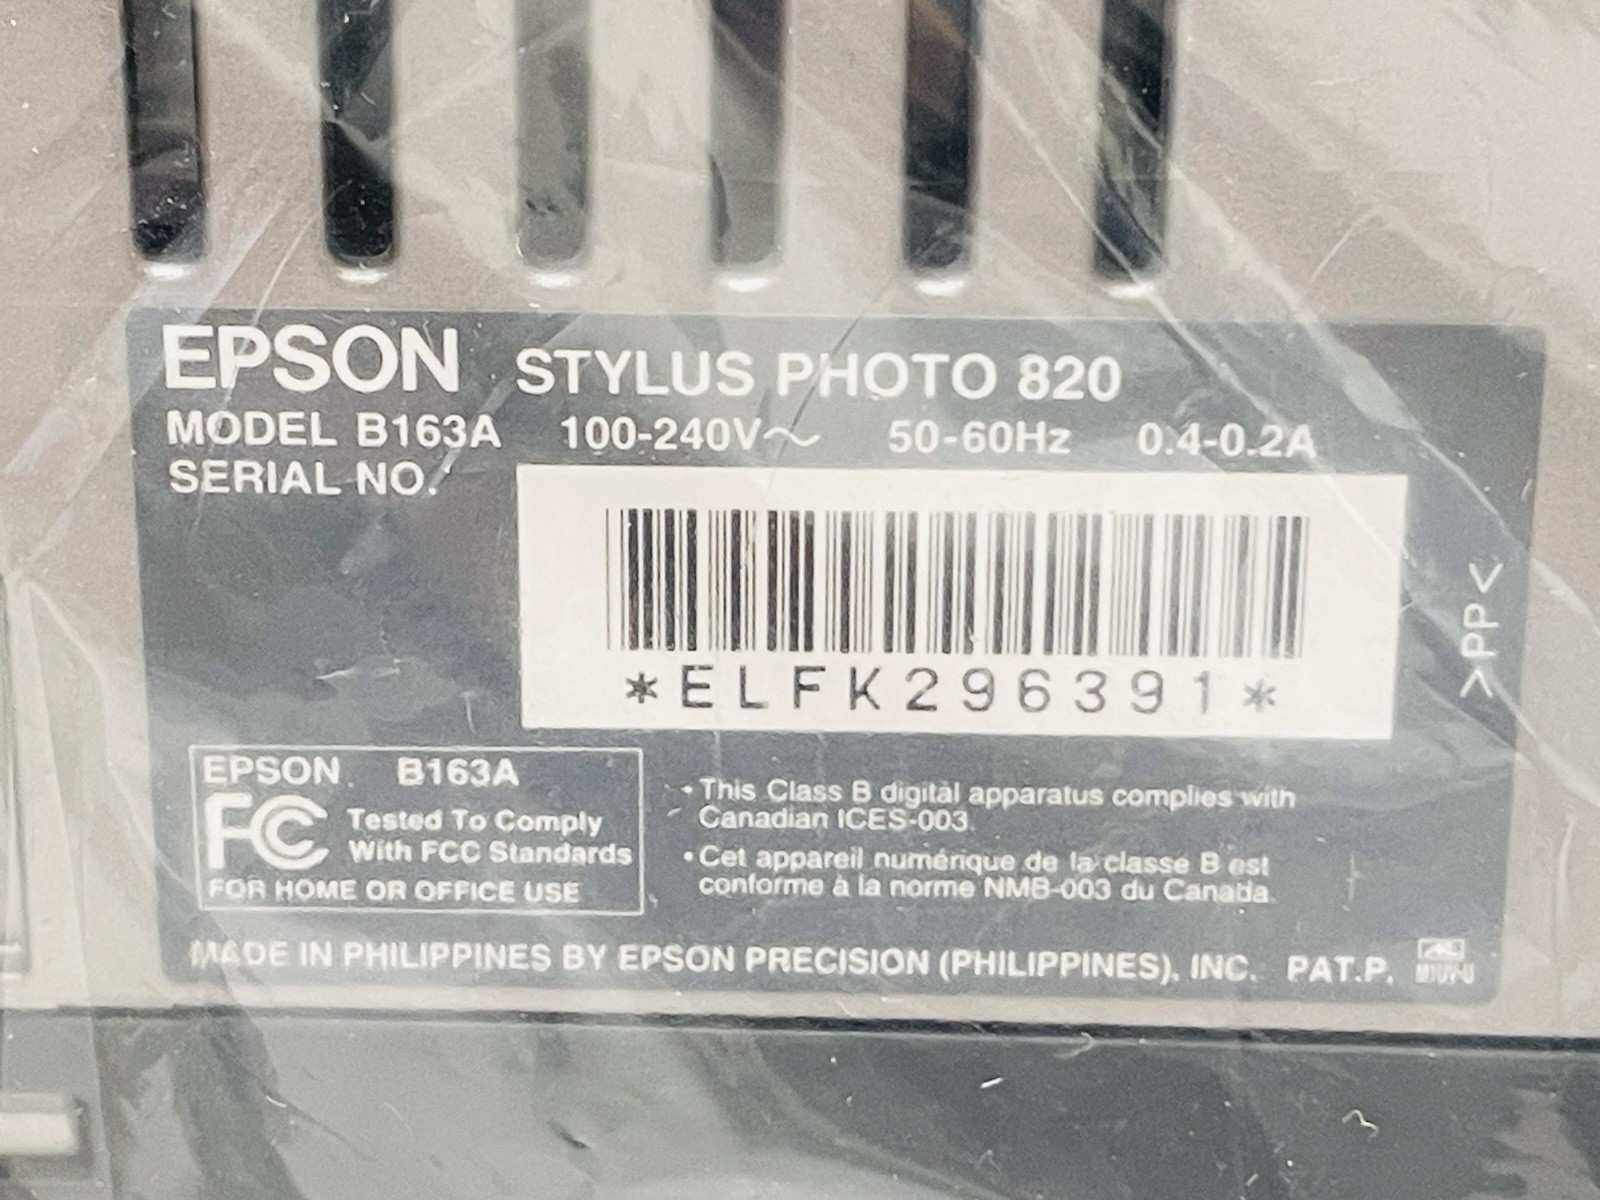 EPSON STYLUS PHOTO 820
MODEL B163A 100-240V～ 50-60Hz 0.4-0.2A
SERIAL NO.
*ELFK296391*
>PP<
EPSON B163A
FC Tested To Comply
With FCC Standards
FOR HOME OR OFFICE USE
• This Class B digital apparatus complies with
Canadian ICES-003.
• Cet appareil numérique de la classe B est
conforme à la norme NMB-003 du Canada.
MADE IN PHILIPPINES BY EPSON PRECISION (PHILIPPINES), INC. PAT.P.